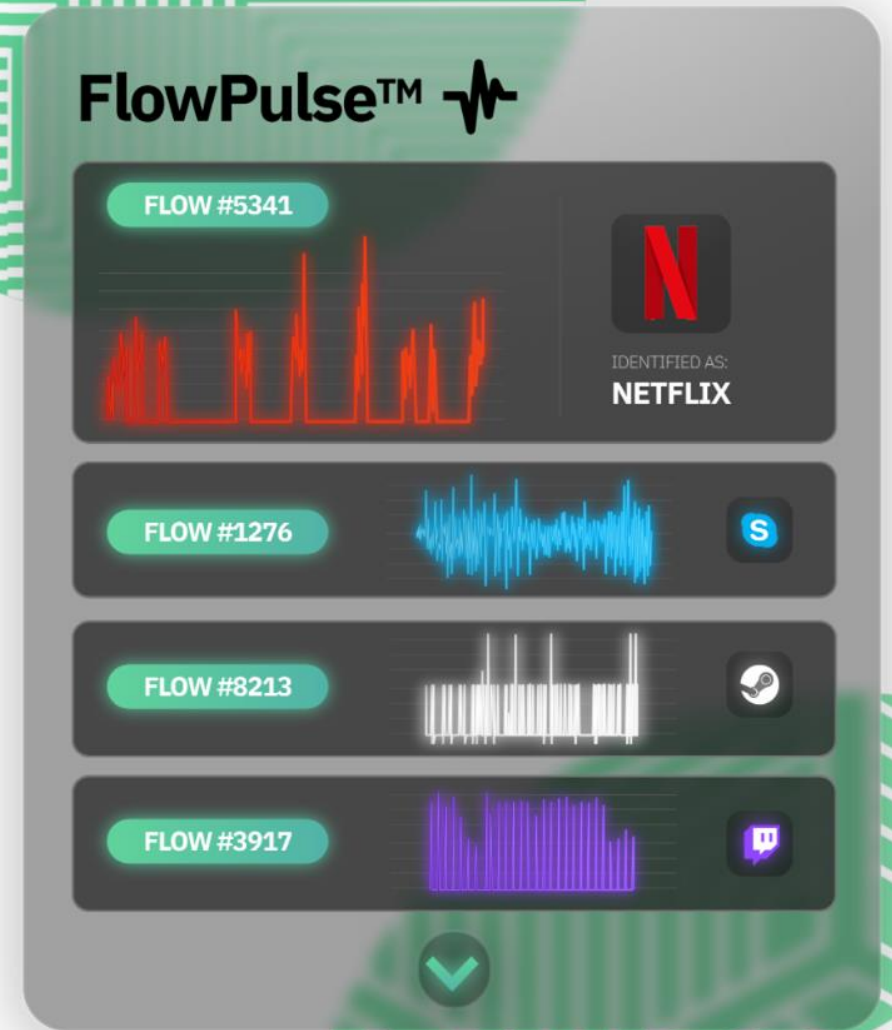 FlowPulse™
FLOW #5341
N
IDENTIFIED AS:
NETFLIX
FLOW #1276
S
FLOW #8213
FLOW #3917